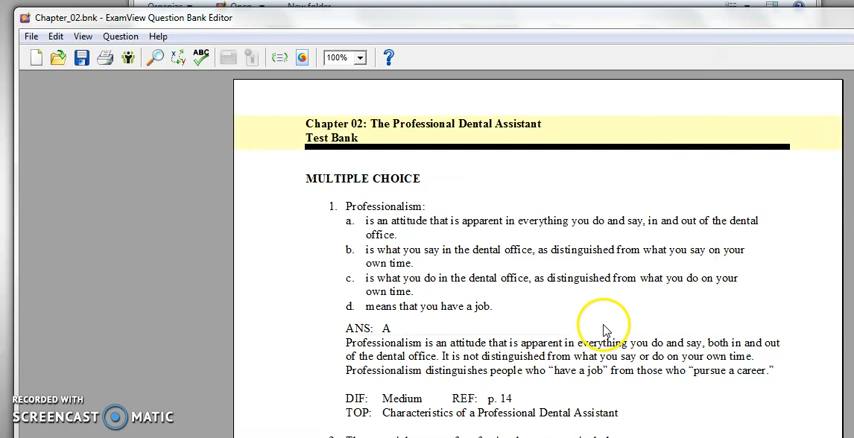 Organize Open New folder
Chapter_02.bnk - ExamView Question Bank Editor
File Edit View Question Help
ABC 100% ?
Chapter 02: The Professional Dental Assistant
Test Bank
MULTIPLE CHOICE
1. Professionalism:
a. is an attitude that is apparent in everything you do and say, in and out of the dental
office.
b. is what you say in the dental office, as distinguished from what you say on your
own time.
c. is what you do in the dental office, as distinguished from what you do on your
own time.
d. means that you have a job.
ANS: A
Professionalism is an attitude that is apparent in everything you do and say, both in and out
of the dental office. It is not distinguished from what you say or do on your own time.
Professionalism distinguishes people who “have a job” from those who “pursue a career.”
DIF: Medium REF: p. 14
TOP: Characteristics of a Professional Dental Assistant
RECORDED WITH
SCREENCAST MATIC